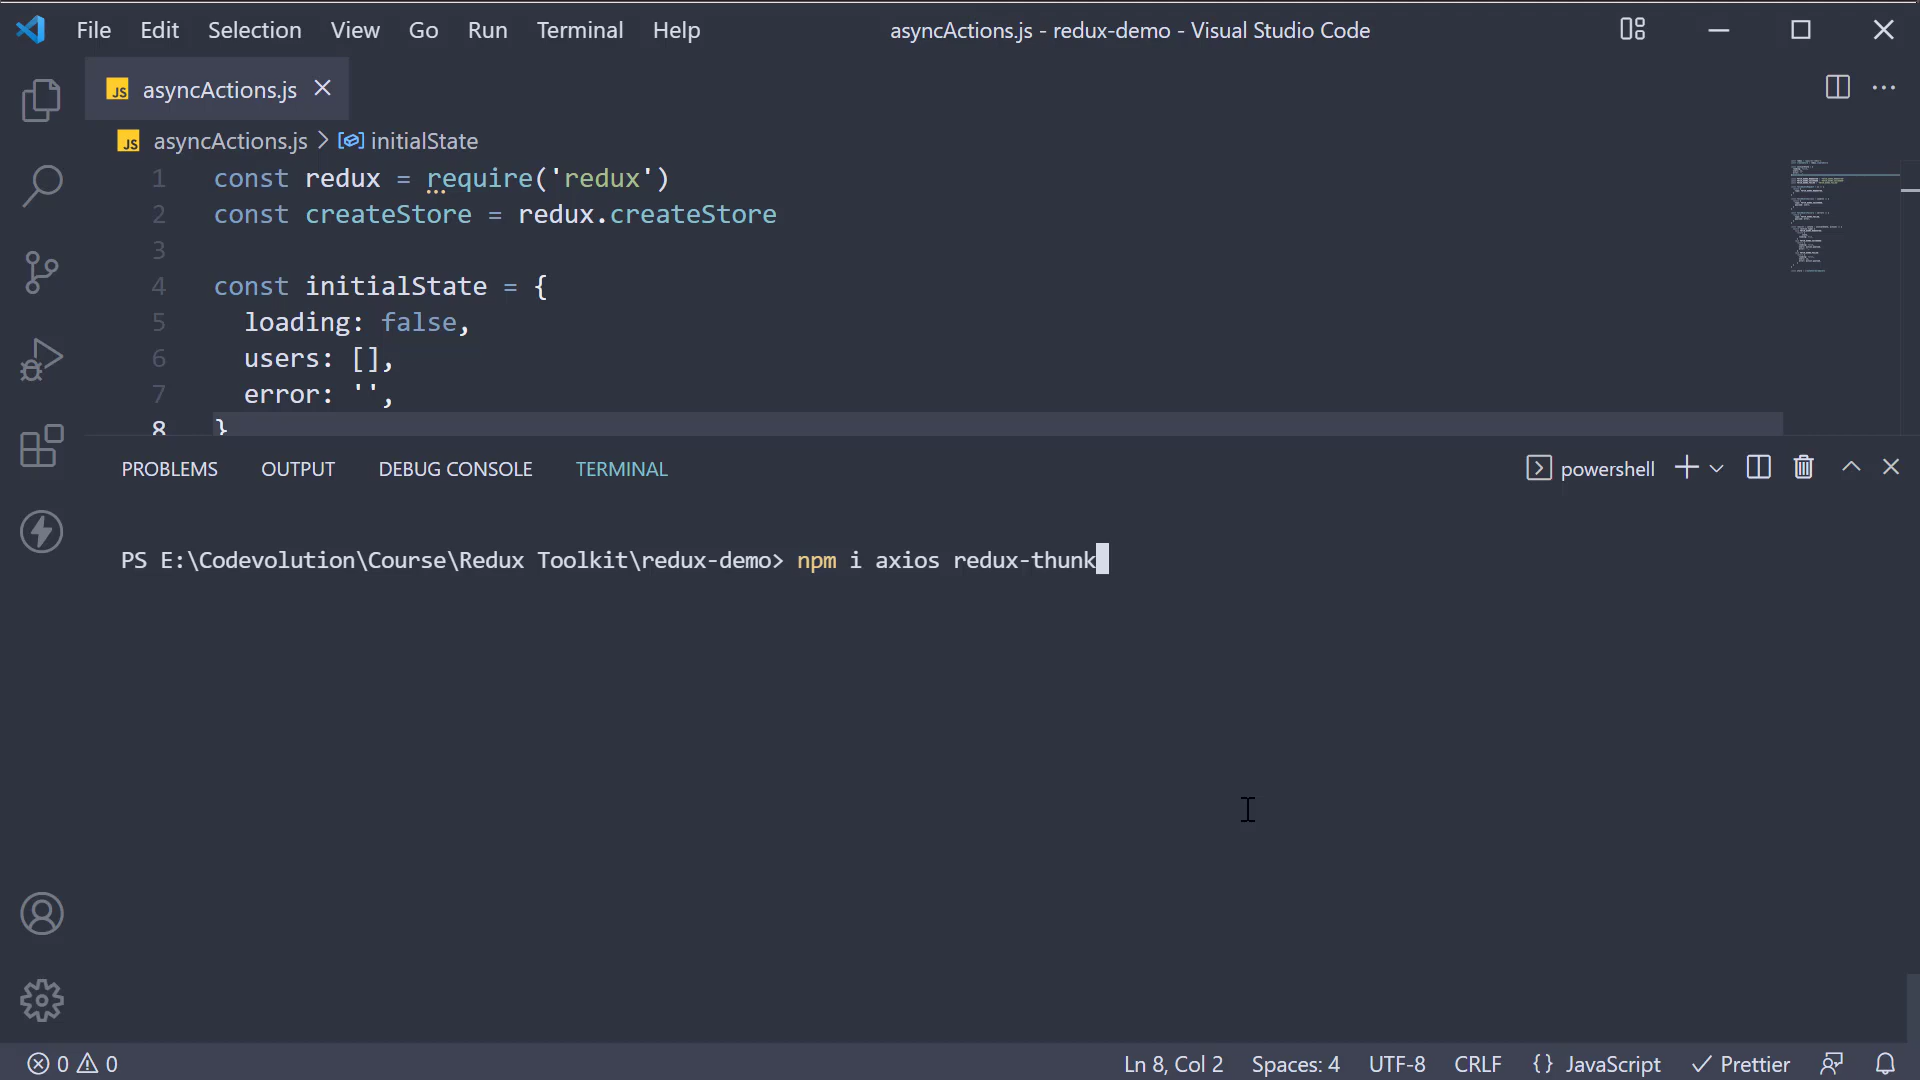 File Edit Selection View Go Run Terminal Help asyncActions.js - redux-demo - Visual Studio Code
JS asyncActions.js
JS asyncActions.js > initialState
1 const redux = require('redux')
2 const createStore = redux.createStore
3
4 const initialState = {
5 loading: false,
6 users: [],
7 error: '',
8 }
PROBLEMS OUTPUT DEBUG CONSOLE TERMINAL powershell
PS E:\Codevolution\Course\Redux Toolkit\redux-demo> npm i axios redux-thunk
0 0 Ln 8, Col 2 Spaces: 4 UTF-8 CRLF {} JavaScript Prettier